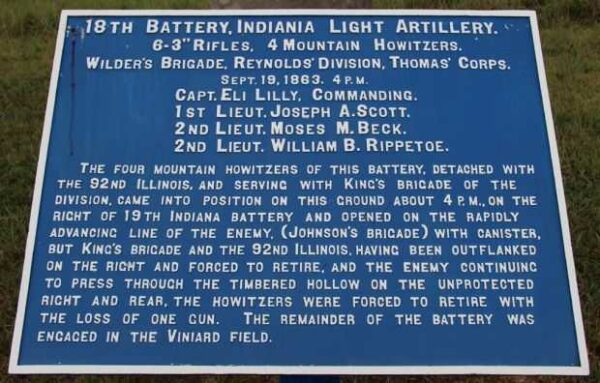 18TH BATTERY, INDIANIA LIGHT ARTILLERY.
6-3" RIFLES, 4 MOUNTAIN HOWITZERS.
WILDER'S BRIGADE, REYNOLDS' DIVISION, THOMAS' CORPS.
SEPT. 19, 1863. 4 P.M.
CAPT. ELI LILLY, COMMANDING.
1ST LIEUT. JOSEPH A. SCOTT.
2ND LIEUT. MOSES M. BECK.
2ND LIEUT. WILLIAM B. RIPPETOE.
THE FOUR MOUNTAIN HOWITZERS OF THIS BATTERY, DETACHED WITH
THE 92ND ILLINOIS, AND SERVING WITH KING'S BRIGADE OF THE
DIVISION, CAME INTO POSITION ON THIS GROUND ABOUT 4 P.M., ON THE
RIGHT OF 19TH INDIANA BATTERY AND OPENED ON THE RAPIDLY
ADVANCING LINE OF THE ENEMY, (JOHNSON'S BRIGADE) WITH CANISTER,
BUT KING'S BRIGADE AND THE 92ND ILLINOIS, HAVING BEEN OUTFLANKED
ON THE RIGHT AND FORCED TO RETIRE, AND THE ENEMY CONTINUING
TO PRESS THROUGH THE TIMBERED HOLLOW ON THE UNPROTECTED
RIGHT AND REAR, THE HOWITZERS WERE FORCED TO RETIRE WITH
THE LOSS OF ONE GUN. THE REMAINDER OF THE BATTERY WAS
ENGAGED IN THE VINIARD FIELD.